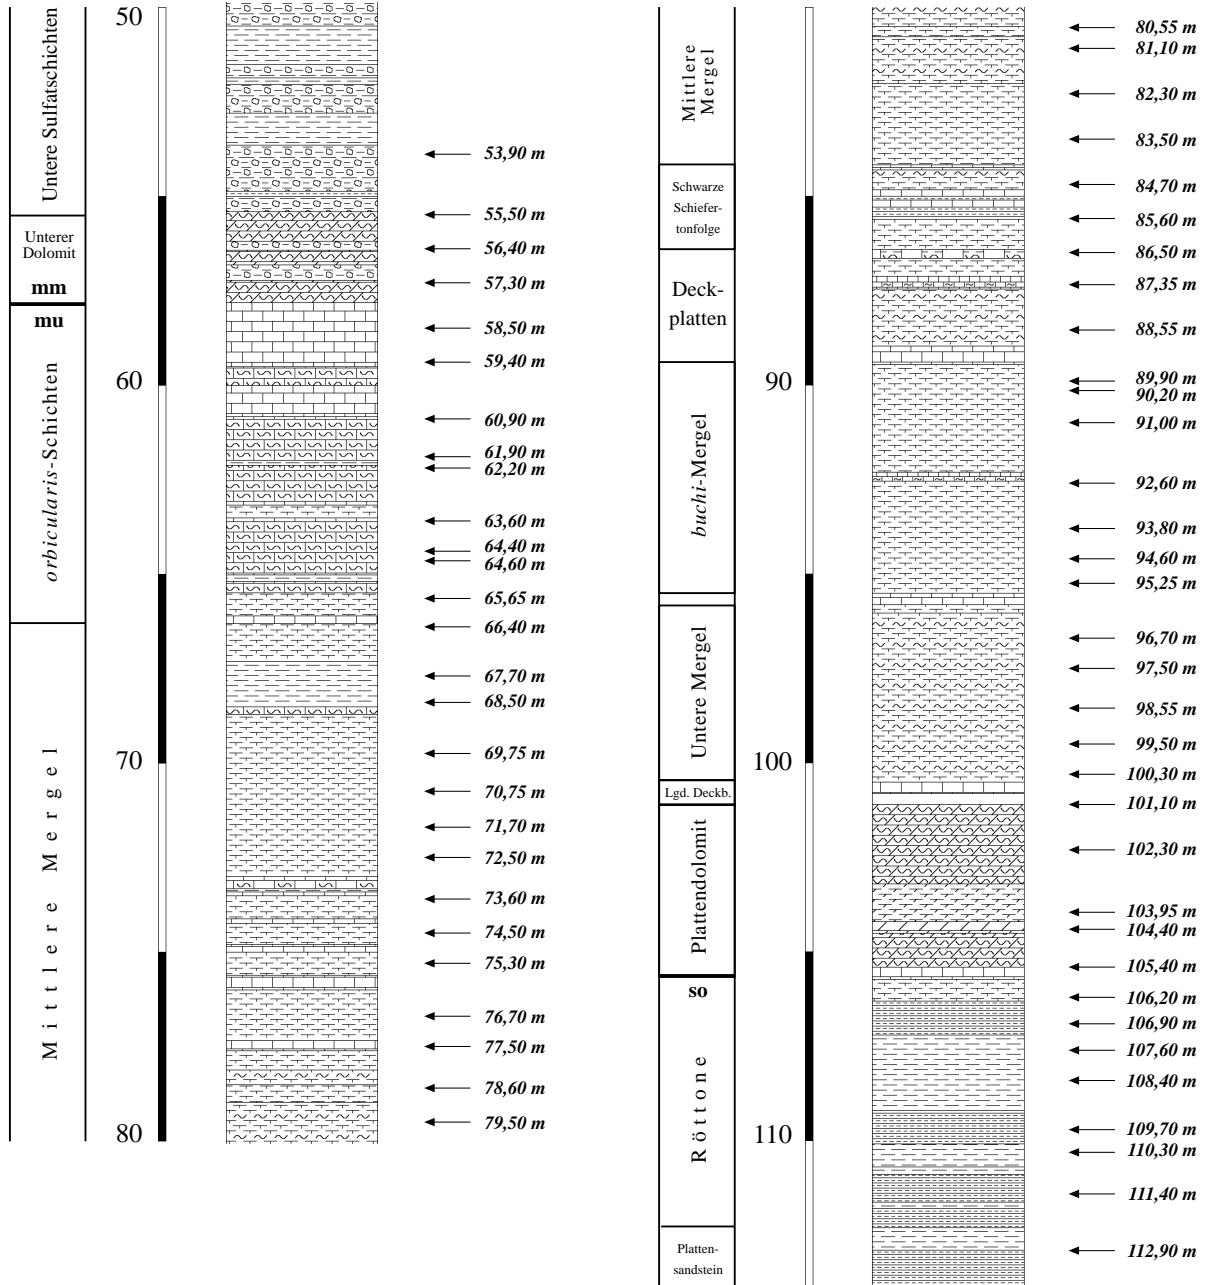 50
Untere Sulfatschichten
53,90 m
55,50 m
Unterer
Dolomit
56,40 m
57,30 m
mm
mu
58,50 m
59,40 m
60
60,90 m
orbicularis-Schichten
61,90 m
62,20 m
63,60 m
64,40 m
64,60 m
65,65 m
66,40 m
67,70 m
68,50 m
Mittlere Mergel
69,75 m
70
70,75 m
71,70 m
72,50 m
73,60 m
74,50 m
75,30 m
76,70 m
77,50 m
78,60 m
79,50 m
80
Mittlere
Mergel
80,55 m
81,10 m
82,30 m
83,50 m
Schwarze
Schiefer-
tonfolge
84,70 m
85,60 m
86,50 m
Deck-
platten
87,35 m
88,55 m
90
89,90 m
90,20 m
buchi-Mergel
91,00 m
92,60 m
93,80 m
94,60 m
95,25 m
Untere Mergel
96,70 m
97,50 m
98,55 m
99,50 m
100
100,30 m
Lgd. Deckb.
101,10 m
Plattendolomit
102,30 m
103,95 m
104,40 m
105,40 m
so
106,20 m
106,90 m
Röttone
107,60 m
108,40 m
109,70 m
110
110,30 m
111,40 m
Platten-
sandstein
112,90 m